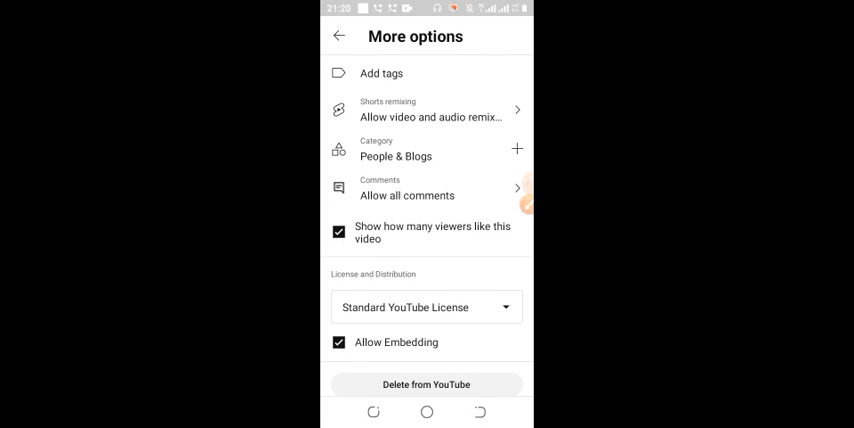 21:20
More options
Add tags
Shorts remixing
Allow video and audio remix...
Category
People & Blogs
Comments
Allow all comments
Show how many viewers like this
video
License and Distribution
Standard YouTube License
Allow Embedding
Delete from YouTube